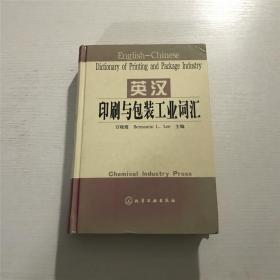 English-Chinese
Dictionary of Printing and Package Industry
英汉
印刷与包装工业词汇
Bernamme L. Lee 主编
Chemical Industry Press
化学工业出版社